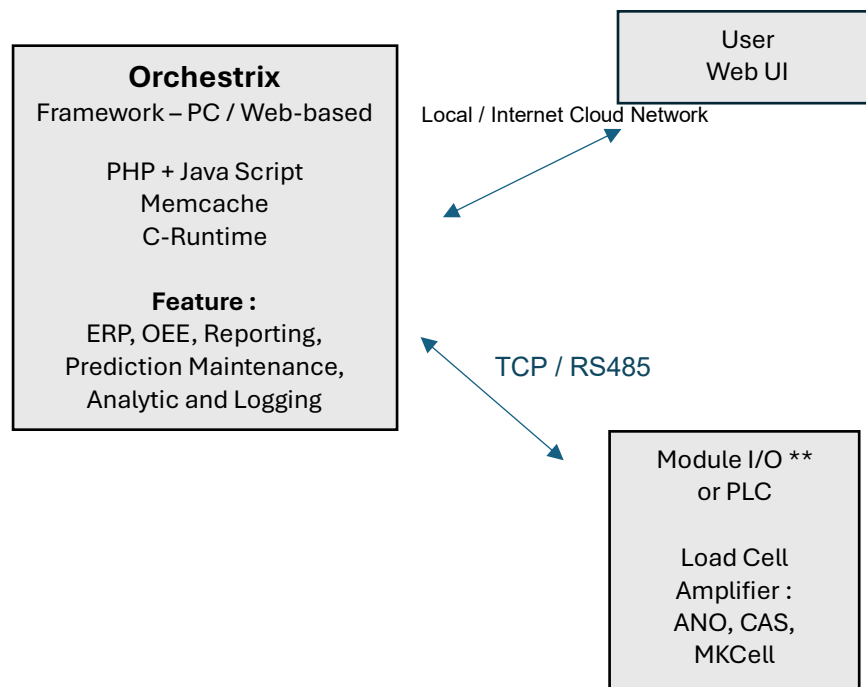 Orchestrix
Framework – PC / Web-based
PHP + Java Script
Memcache
C-Runtime
Feature :
ERP, OEE, Reporting,
Prediction Maintenance,
Analytic and Logging
User
Web UI
Local / Internet Cloud Network
TCP / RS485
Module I/O **
or PLC
Load Cell
Amplifier :
ANO, CAS,
MKCell